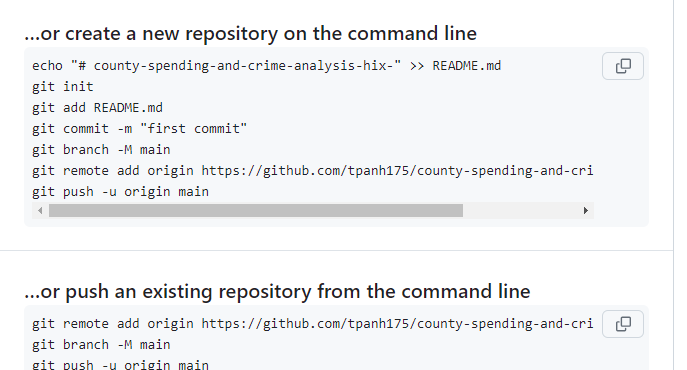 ...or create a new repository on the command line
echo "# county-spending-and-crime-analysis-hix-" >> README.md
git init
git add README.md
git commit -m "first commit"
git branch -M main
git remote add origin https://github.com/tpanh175/county-spending-and-cri
git push -u origin main
...or push an existing repository from the command line
git remote add origin https://github.com/tpanh175/county-spending-and-cri
git branch -M main
git push -u origin main